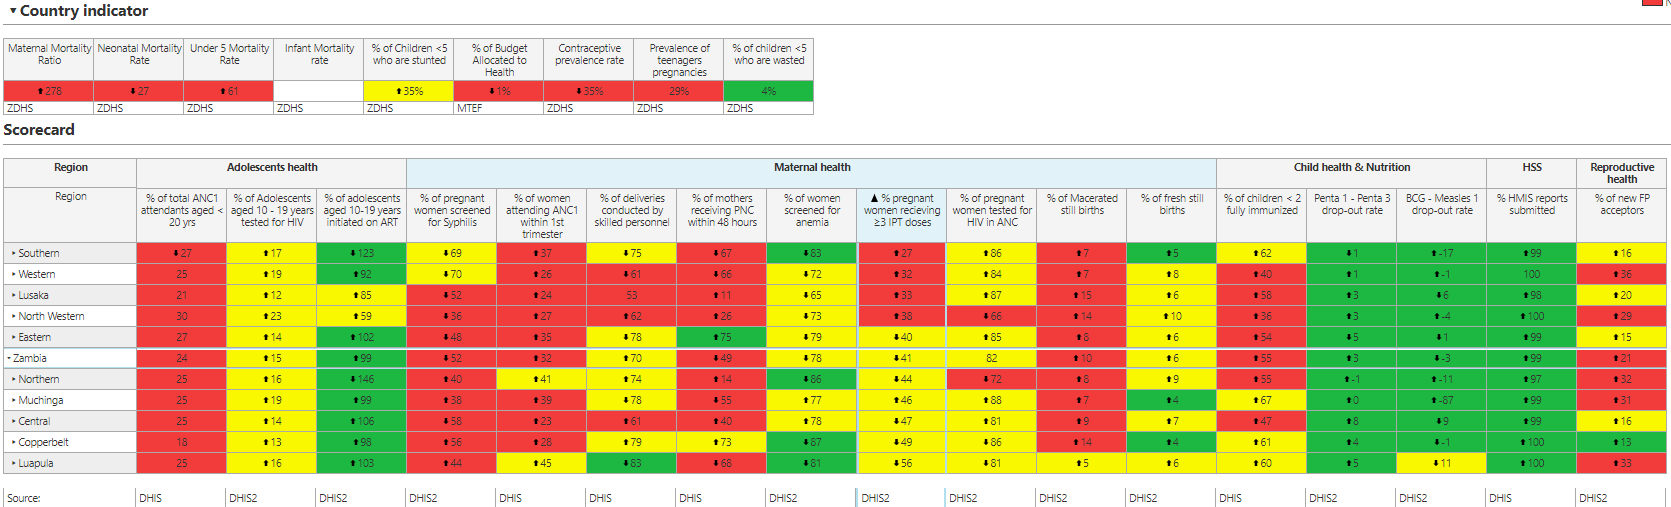 ▾ Country indicator
Maternal Mortality Ratio | Neonatal Mortality Rate | Under 5 Mortality Rate | Infant Mortality rate | % of Children <5 who are stunted | % of Budget Allocated to Health | Contraceptive prevalence rate | Prevalence of teenagers pregnancies | % of children <5 who are wasted
⬆278 | ⬇27 | ⬆61 | | ⬆35% | ⬇1% | ⬇35% | 29% | 4%
ZDHS | ZDHS | ZDHS | ZDHS | ZDHS | MTEF | ZDHS | ZDHS | ZDHS
Scorecard
Region | Adolescents health | Maternal health | Child health & Nutrition | HSS | Reproductive health
Region | % of total ANC1 attendants aged < 20 yrs | % of Adolescents aged 10 - 19 years tested for HIV | % of adolescents aged 10-19 years initiated on ART | % of pregnant women screened for Syphilis | % of women attending ANC1 within 1st trimester | % of deliveries conducted by skilled personnel | % of mothers receiving PNC within 48 hours | % of women screened for anemia | ▲ % pregnant women recieving ≥3 IPT doses | % of pregnant women tested for HIV in ANC | % of Macerated still births | % of fresh still births | % of children < 2 fully immunized | Penta 1 - Penta 3 drop-out rate | BCG - Measles 1 drop-out rate | % HMIS reports submitted | % of new FP acceptors
▸ Southern | ⬇27 | ⬆17 | ⬇123 | ⬇69 | ⬆37 | ⬇75 | ⬇67 | ⬇83 | ⬆27 | ⬆86 | ⬆7 | ⬆5 | ⬆62 | ⬇1 | ⬆-17 | ⬆99 | ⬆16
▸ Western | 25 | ⬆19 | ⬆92 | ⬇70 | ⬆26 | ⬇61 | ⬇66 | ⬇72 | ⬆32 | ⬆84 | ⬆7 | ⬆8 | ⬆40 | ⬆1 | ⬆-1 | 100 | ⬆36
▸ Lusaka | 21 | ⬆12 | ⬆85 | ⬇52 | ⬆24 | 53 | ⬆11 | ⬇65 | ⬆33 | ⬆87 | ⬆15 | ⬆6 | ⬆58 | ⬆3 | ⬇6 | ⬆98 | ⬆20
▸ North Western | 30 | ⬆23 | ⬆59 | ⬇36 | ⬆27 | ⬆62 | ⬆26 | ⬇73 | ⬆38 | ⬇66 | ⬆14 | ⬆10 | ⬆36 | ⬆3 | ⬆-4 | ⬆100 | ⬆29
▸ Eastern | 27 | ⬆14 | ⬆102 | ⬇48 | ⬆35 | ⬇78 | ⬆75 | ⬇79 | ⬇40 | ⬆85 | ⬆8 | ⬆6 | ⬆54 | ⬇5 | ⬇1 | ⬆99 | ⬆15
▾ Zambia | 24 | ⬆15 | ⬆99 | ⬇52 | ⬆32 | ⬆70 | ⬇49 | ⬇78 | ⬇41 | 82 | ⬆10 | ⬆6 | ⬆55 | ⬆3 | ⬇-3 | ⬆99 | ⬆21
▸ Northern | 25 | ⬆16 | ⬇146 | ⬆40 | ⬆41 | ⬆74 | ⬆14 | ⬇86 | ⬇44 | ⬇72 | ⬆8 | ⬆9 | ⬆55 | ⬆-1 | ⬆-11 | ⬆97 | ⬆32
▸ Muchinga | 25 | ⬆19 | ⬆99 | ⬆38 | ⬆39 | ⬇78 | ⬇55 | ⬆77 | ⬆46 | ⬆88 | ⬆7 | ⬆4 | ⬆67 | ⬆0 | ⬆-87 | ⬆99 | ⬆31
▸ Central | 25 | ⬆14 | ⬆106 | ⬇58 | ⬆23 | ⬆61 | ⬆40 | ⬆78 | ⬇47 | ⬆81 | ⬆9 | ⬆7 | ⬆47 | ⬆8 | ⬇9 | ⬆99 | ⬆16
▸ Copperbelt | 18 | ⬆13 | ⬆98 | ⬆56 | ⬆28 | ⬆79 | ⬆73 | ⬇87 | ⬇49 | ⬇86 | ⬆14 | ⬆4 | ⬆61 | ⬆4 | ⬇-1 | ⬆100 | ⬆13
▸ Luapula | 25 | ⬆16 | ⬆103 | ⬆44 | ⬆45 | ⬇83 | ⬇68 | ⬆81 | ⬇56 | ⬇81 | ⬆5 | ⬆6 | ⬆60 | ⬆5 | ⬇11 | ⬆100 | ⬆33
Source: | DHIS | DHIS2 | DHIS2 | DHIS2 | DHIS | DHIS | DHIS | DHIS2 | DHIS2 | DHIS2 | DHIS2 | DHIS2 | DHIS | DHIS2 | DHIS2 | DHIS | DHIS2